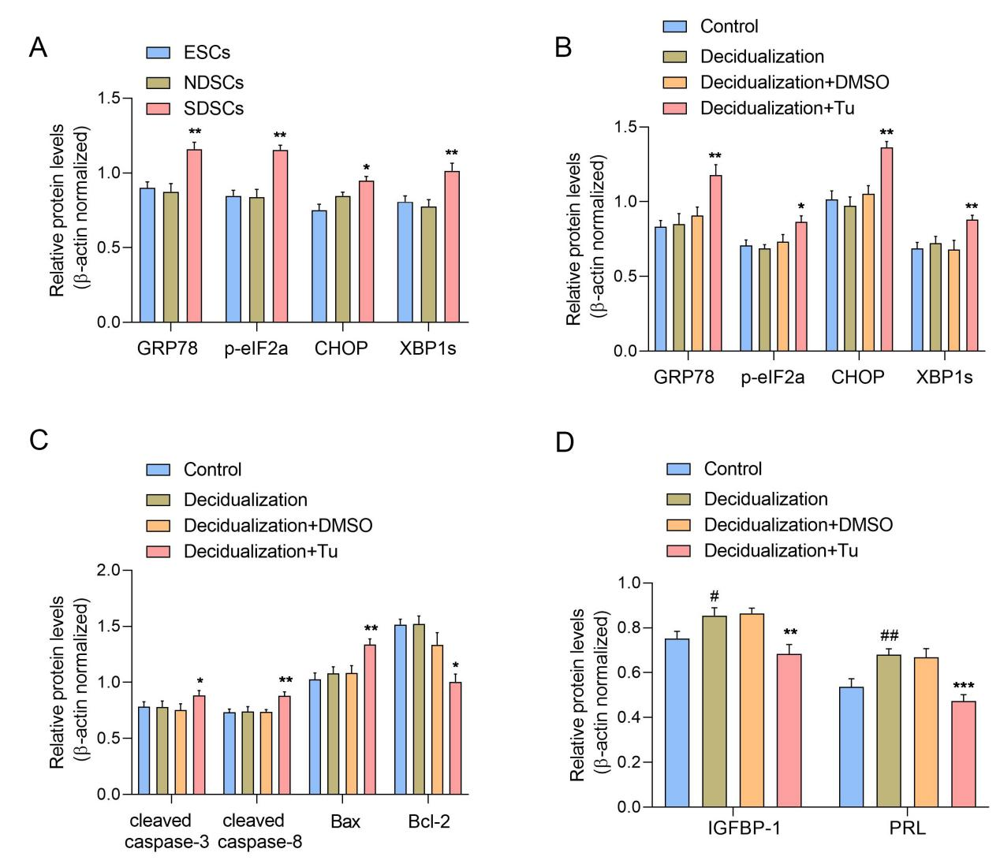 A
ESCs
NDSCs
SDSCs
Relative protein levels
(β-actin normalized)
1.5
1.0
0.5
0.0
**
**
*
**
GRP78
p-eIF2a
CHOP
XBP1s
B
Control
Decidualization
Decidualization+DMSO
Decidualization+Tu
Relative protein levels
(β-actin normalized)
1.5
1.0
0.5
0.0
**
*
**
**
GRP78
p-eIF2a
CHOP
XBP1s
C
Control
Decidualization
Decidualization+DMSO
Decidualization+Tu
Relative protein levels
(β-actin normalized)
2.0
1.5
1.0
0.5
0.0
*
**
**
*
cleaved
caspase-3
cleaved
caspase-8
Bax
Bcl-2
D
Control
Decidualization
Decidualization+DMSO
Decidualization+Tu
Relative protein levels
(β-actin normalized)
1.0
0.8
0.6
0.4
0.2
0.0
#
**
##
***
IGFBP-1
PRL